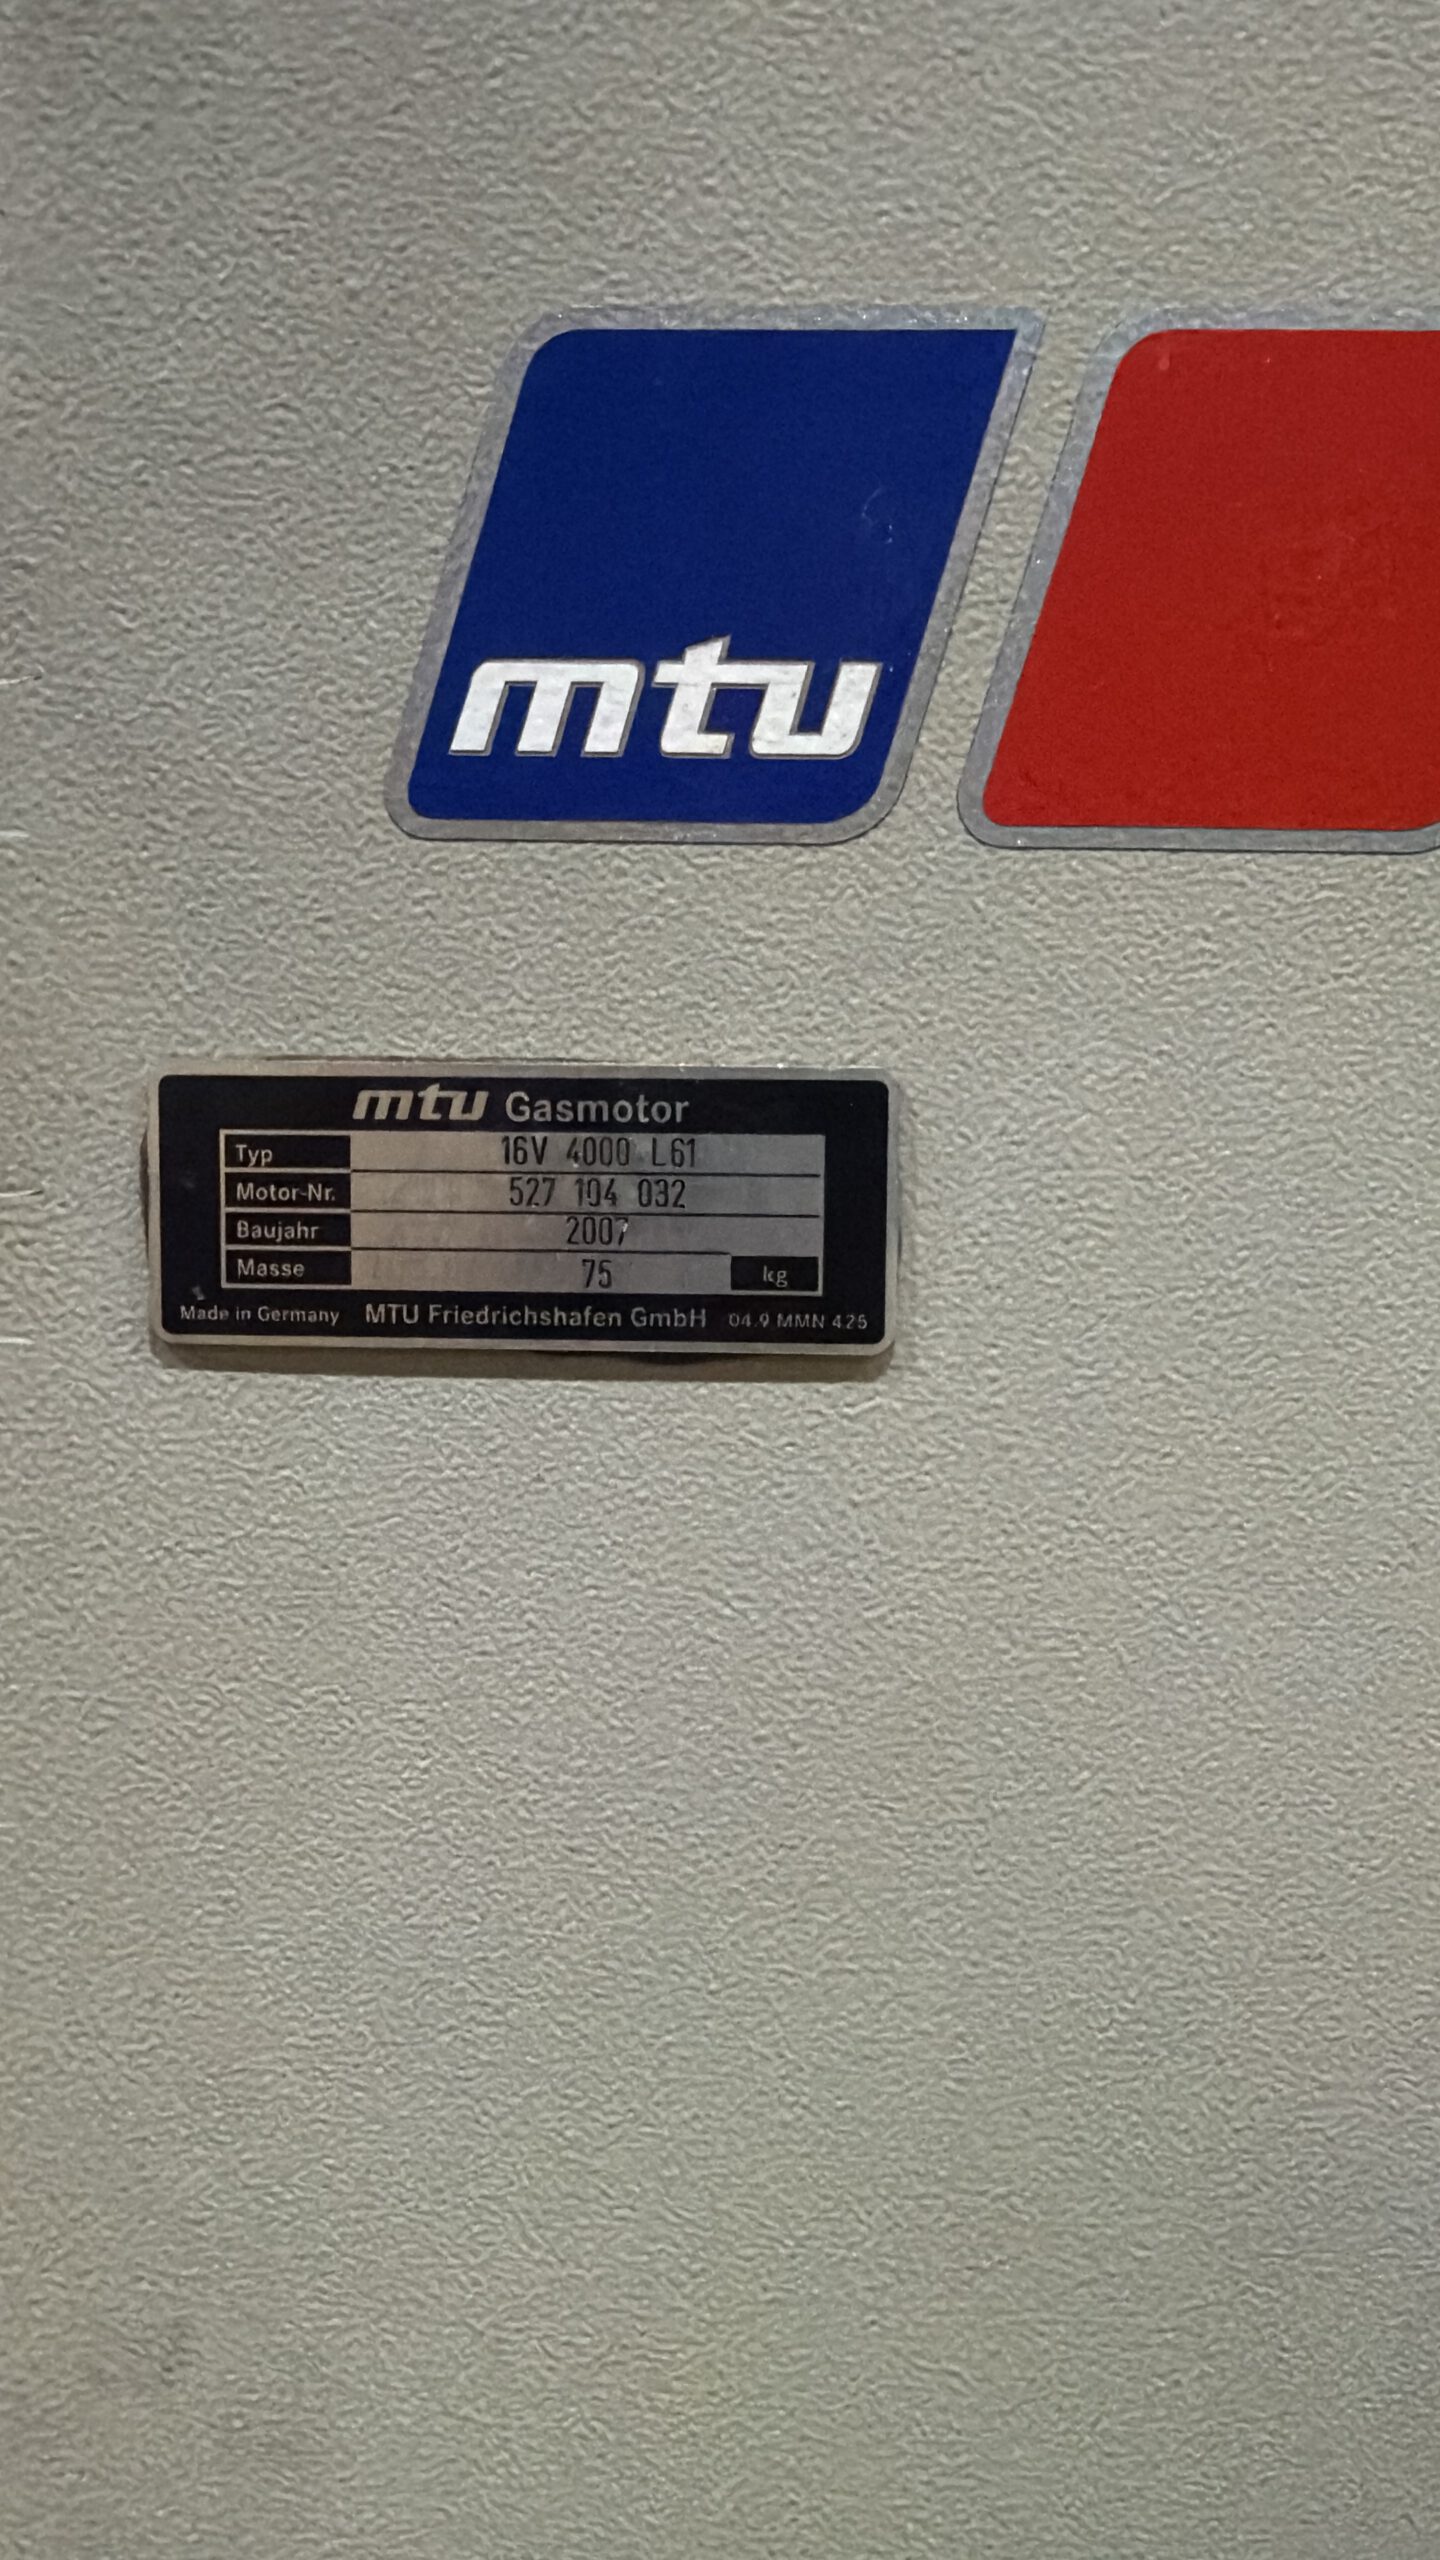 mtu
mtu Gasmotor
Typ 16V 4000 L61
Motor-Nr. 527 104 032
Baujahr 2007
Masse 75 kg
Made in Germany MTU Friedrichshafen GmbH 04.9 MMN 425